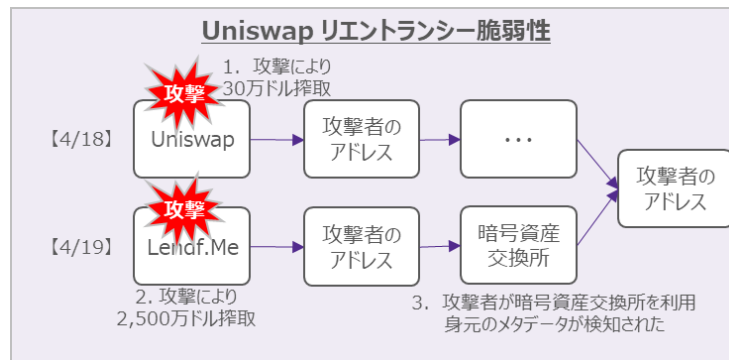 Uniswap リエントランシー脆弱性
1. 攻撃により
30万ドル搾取
攻撃
【4/18】
Uniswap
攻撃者の
アドレス
・・・
攻撃者の
アドレス
攻撃
【4/19】
Lendf.Me
攻撃者の
アドレス
暗号資産
交換所
2. 攻撃により
2,500万ドル搾取
3. 攻撃者が暗号資産交換所を利用
身元のメタデータが検知された